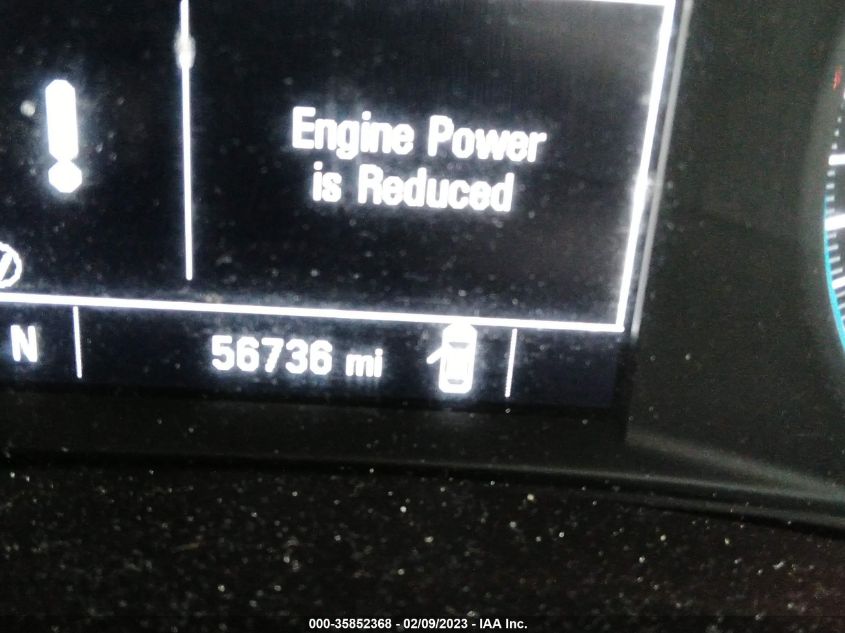 Engine Power
is Reduced
N 56736 mi
000-35852368 - 02/09/2023 - IAA Inc.